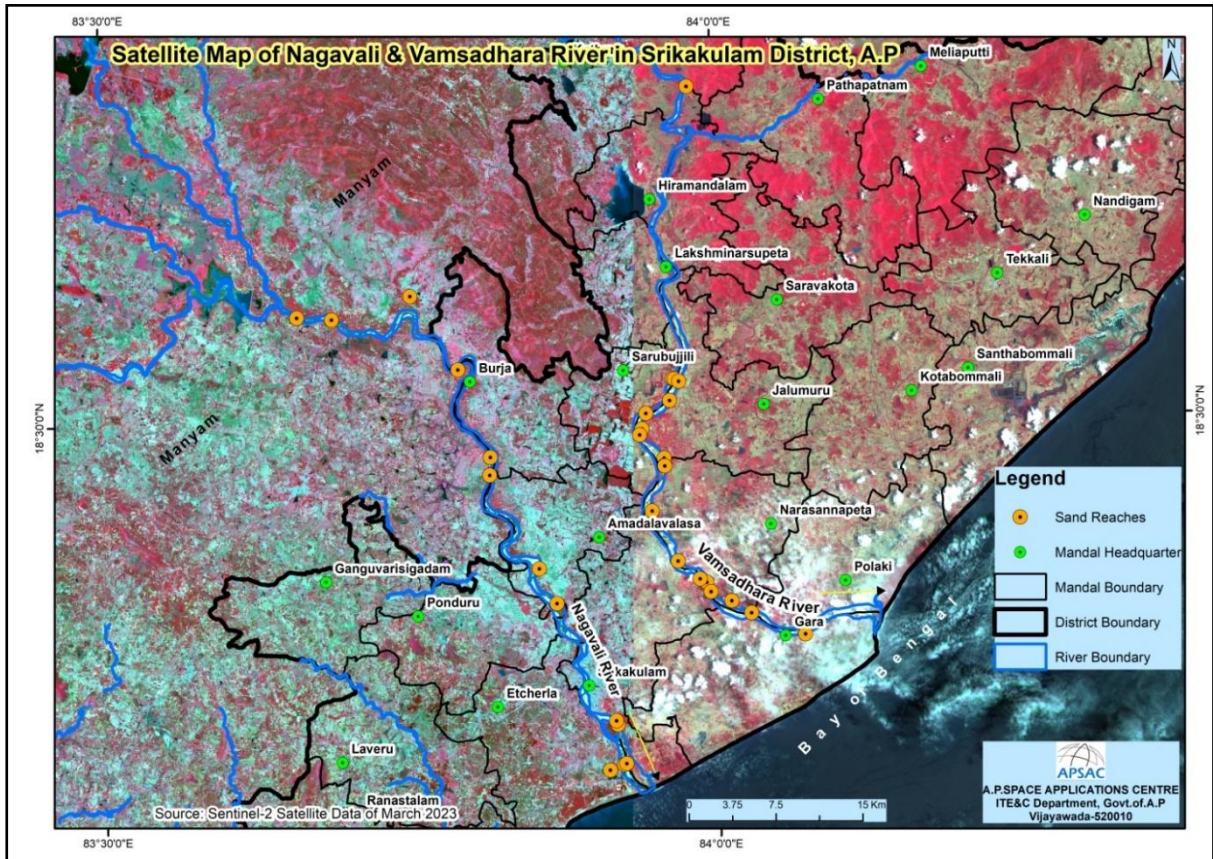 83°30'0"E
84°0'0"E
Satellite Map of Nagavali & Vamsadhara River in Srikakulam District, A.P
N
Meliaputti
Pathapatnam
Manyam
Hiramandalam
Nandigam
Lakshminarsupeta
Tekkali
Saravakota
Sarubujjili
Santhabommali
Burja
Kotabommali
Jalumuru
18°30'0"N
18°30'0"N
Manyam
Legend
Sand Reaches
Mandal Headquarter
Mandal Boundary
District Boundary
River Boundary
Narasannapeta
Amadalavalasa
Vamsadhara River
Polaki
Ganguvarisigadam
Ponduru
Gara
Nagavali River
Bay of Bengal
Etcherla
Laveru
Ranastalam
Source: Sentinel-2 Satellite Data of March 2023
0 3.75 7.5 15 Km
APSAC
A.P.SPACE APPLICATIONS CENTRE
ITE&C Department, Govt.of.A.P
Vijayawada-520010
83°30'0"E
84°0'0"E